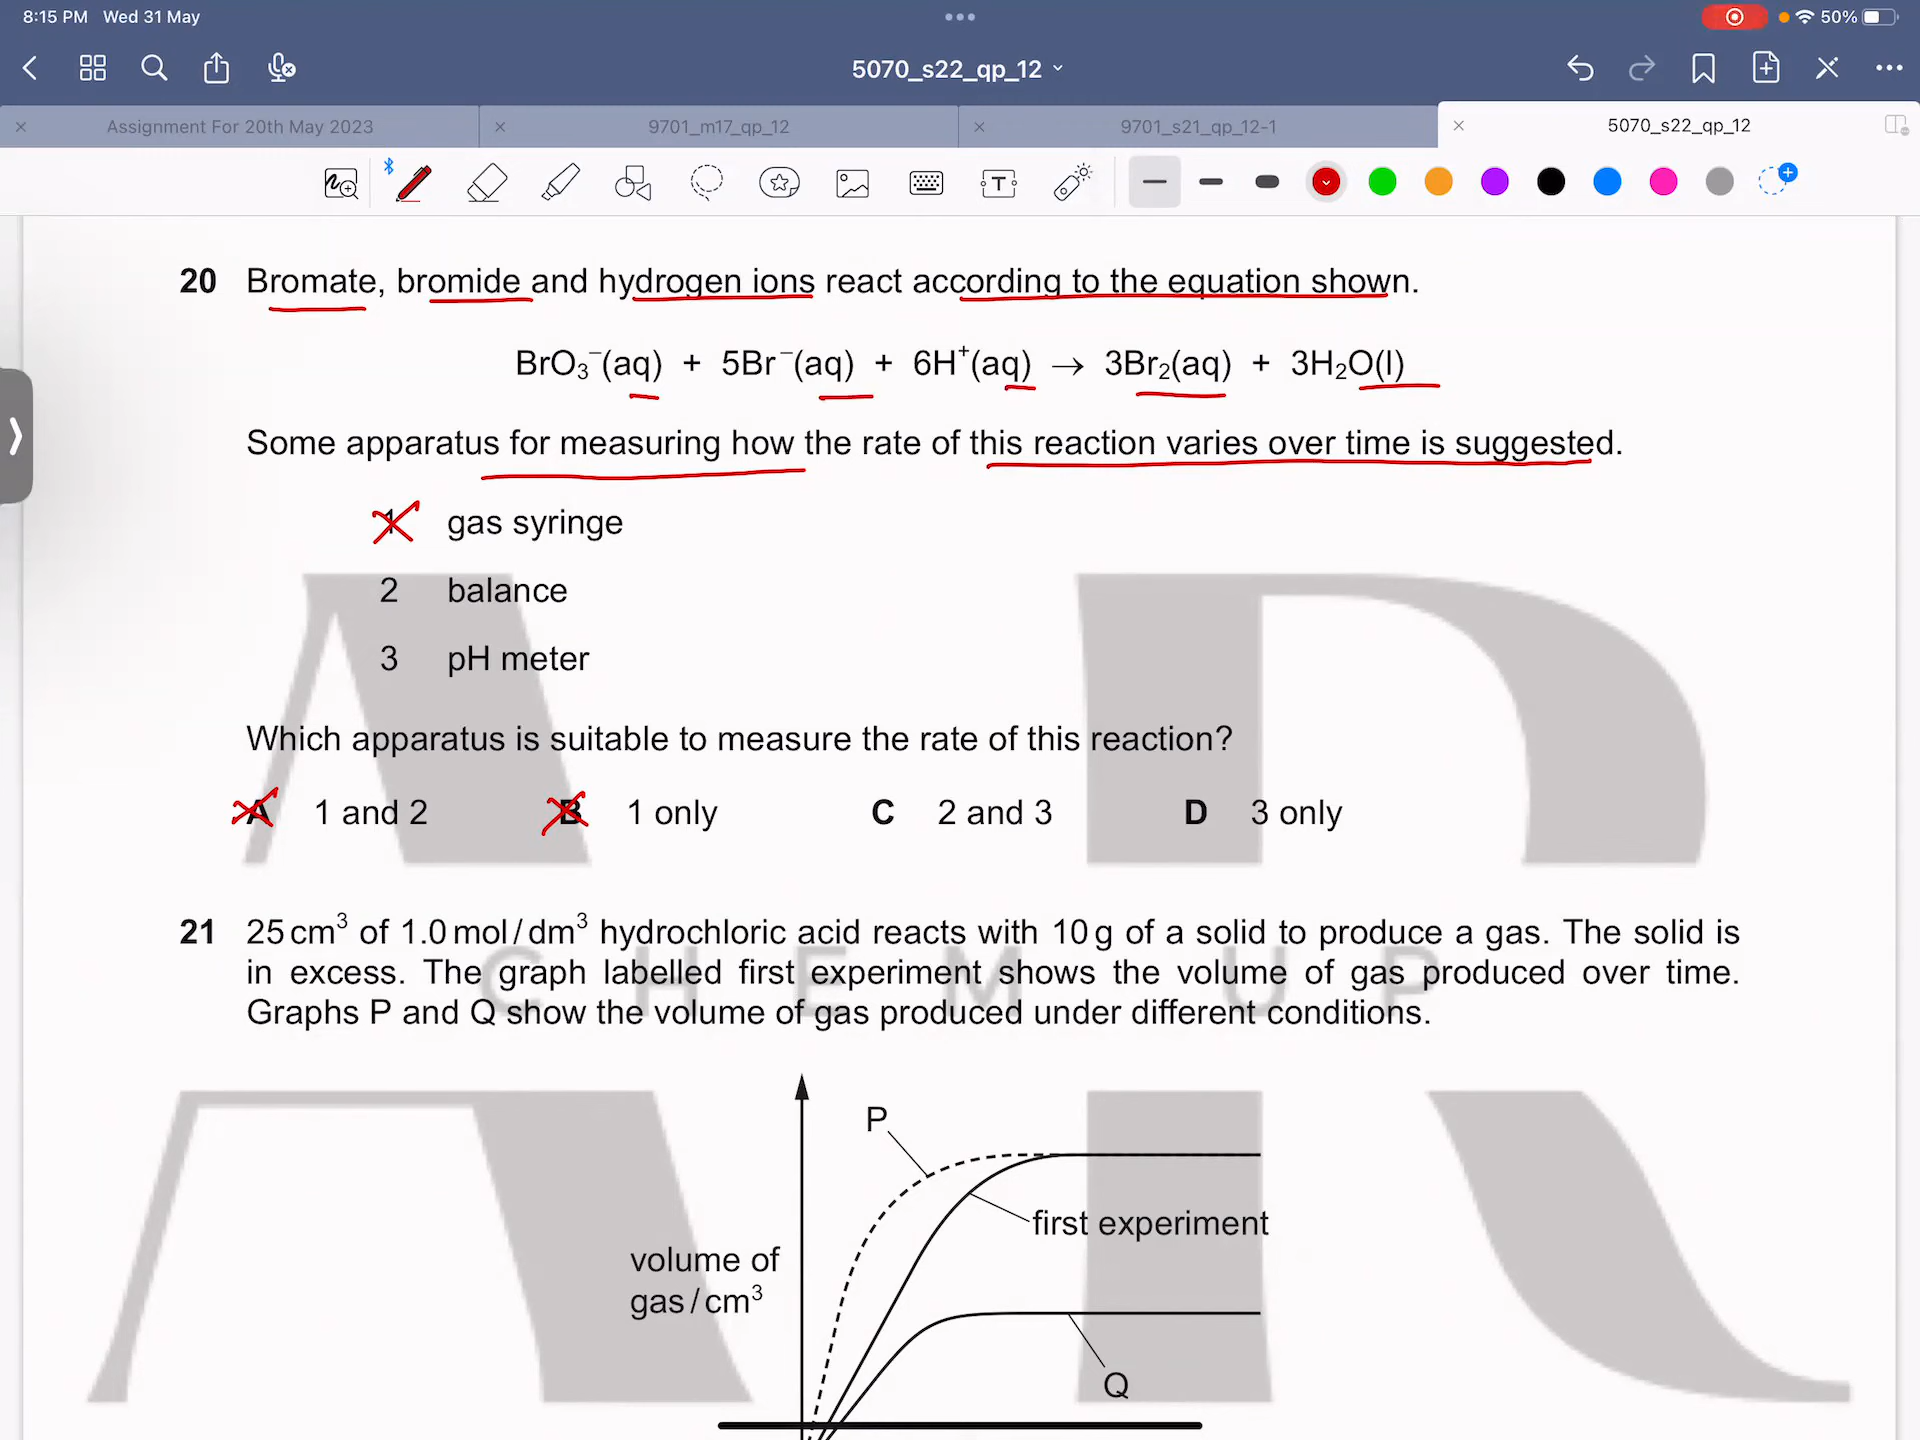 8:15 PM Wed 31 May
50%
5070_s22_qp_12
Assignment For 20th May 2023
9701_m17_qp_12
9701_s21_qp_12-1
5070_s22_qp_12
20 Bromate, bromide and hydrogen ions react according to the equation shown.
BrO₃⁻(aq) + 5Br⁻(aq) + 6H⁺(aq) → 3Br₂(aq) + 3H₂O(l)
Some apparatus for measuring how the rate of this reaction varies over time is suggested.
1 gas syringe
2 balance
3 pH meter
Which apparatus is suitable to measure the rate of this reaction?
A 1 and 2 B 1 only C 2 and 3 D 3 only
21 25 cm³ of 1.0 mol/dm³ hydrochloric acid reacts with 10 g of a solid to produce a gas. The solid is
in excess. The graph labelled first experiment shows the volume of gas produced over time.
Graphs P and Q show the volume of gas produced under different conditions.
CHEM UP
P
first experiment
volume of
gas/cm³
Q